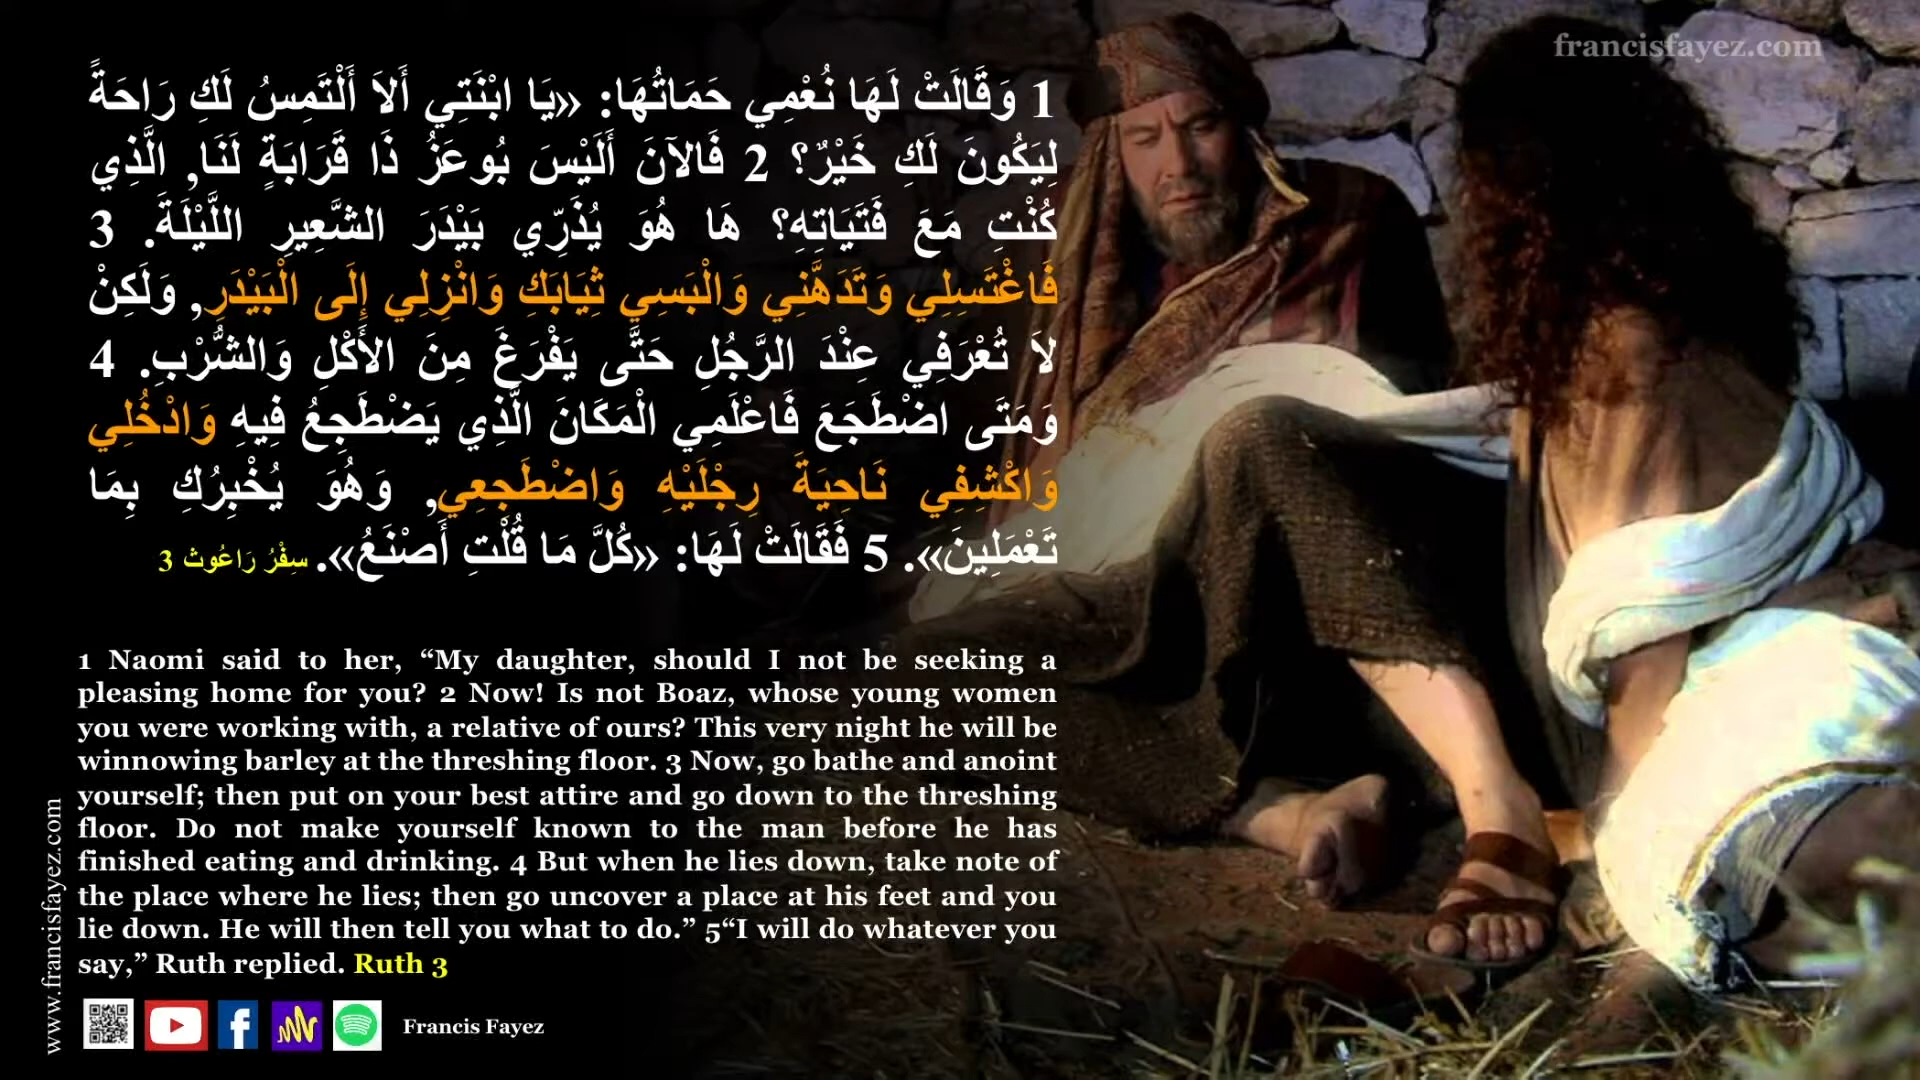 francisfayez.com
1 وَقَالَتْ لَهَا نُعْمِي حَمَاتُهَا: «يَا ابْنَتِي أَلاَ أَلْتَمِسُ لَكِ رَاحَةً
لِيَكُونَ لَكِ خَيْرٌ؟ 2 فَالآنَ أَلَيْسَ بُوعَزُ ذَا قَرَابَةٍ لَنَا, الَّذِي
كُنْتِ مَعَ فَتَيَاتِهِ؟ هَا هُوَ يُذَرِّي بَيْدَرَ الشَّعِيرِ اللَّيْلَةَ. 3
فَاغْتَسِلِي وَتَدَهَّنِي وَالْبَسِي ثِيَابَكِ وَانْزِلِي إِلَى الْبَيْدَرِ, وَلَكِنْ
لاَ تُعْرَفِي عِنْدَ الرَّجُلِ حَتَّى يَفْرَغَ مِنَ الأَكْلِ وَالشُّرْبِ. 4
وَمَتَى اضْطَجَعَ فَاعْلَمِي الْمَكَانَ الَّذِي يَضْطَجِعُ فِيهِ وَادْخُلِي
وَاكْشِفِي نَاحِيَةَ رِجْلَيْهِ وَاضْطَجِعِي, وَهُوَ يُخْبِرُكِ بِمَا
تَعْمَلِينَ». 5 فَقَالَتْ لَهَا: «كُلَّ مَا قُلْتِ أَصْنَعُ». سِفْرُ رَاعُوث 3
1 Naomi said to her, “My daughter, should I not be seeking a
pleasing home for you? 2 Now! Is not Boaz, whose young women
you were working with, a relative of ours? This very night he will be
winnowing barley at the threshing floor. 3 Now, go bathe and anoint
yourself; then put on your best attire and go down to the threshing
floor. Do not make yourself known to the man before he has
finished eating and drinking. 4 But when he lies down, take note of
the place where he lies; then go uncover a place at his feet and you
lie down. He will then tell you what to do.” 5“I will do whatever you
say,” Ruth replied. Ruth 3
www.francisfayez.com
Francis Fayez